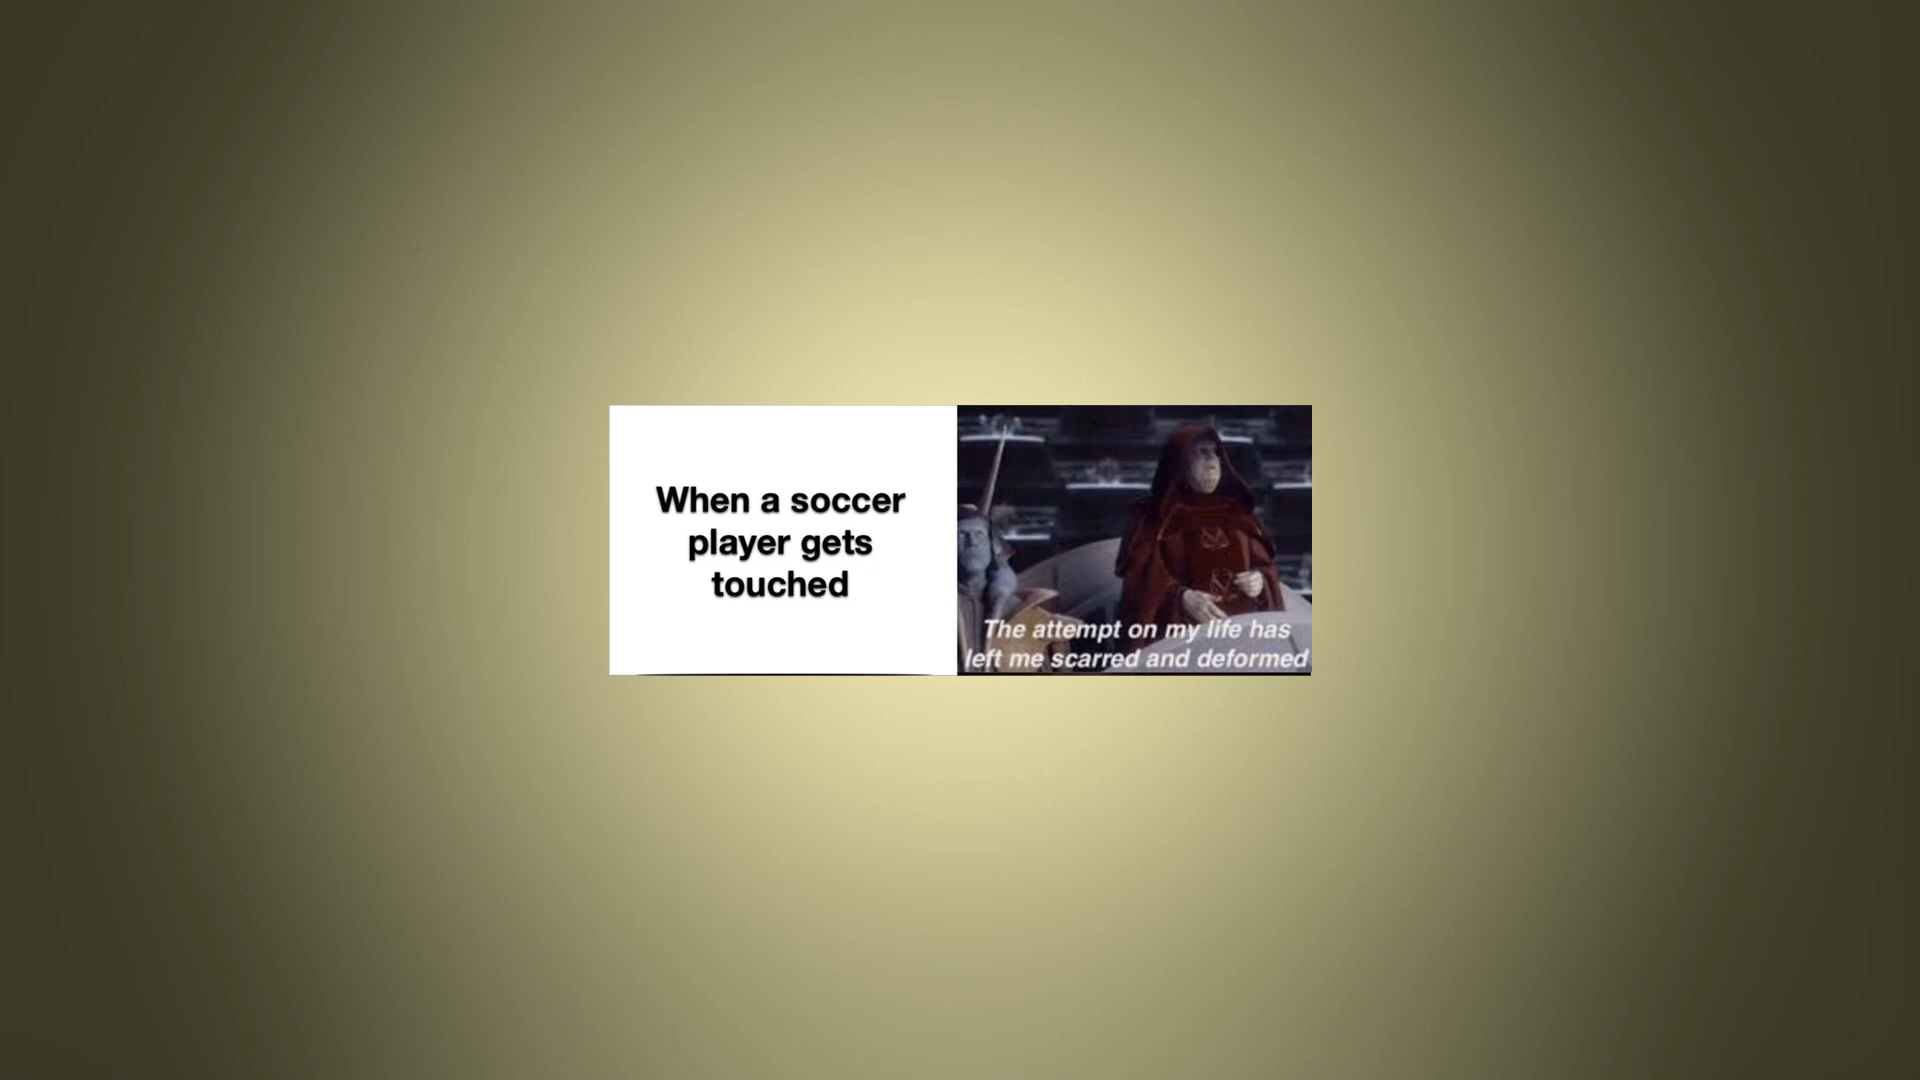 When a soccer
player gets
touched
The attempt on my life has
left me scarred and deformed